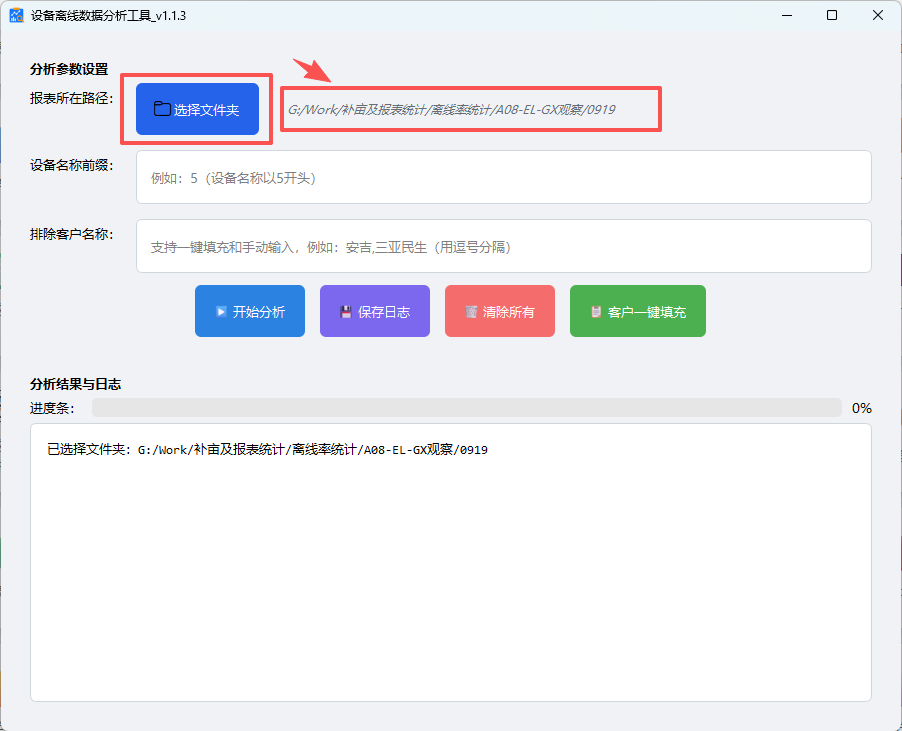 设备离线数据分析工具_v1.1.3
分析参数设置
报表所在路径：
选择文件夹
G:/Work/补亩及报表统计/离线率统计/A08-EL-GX观察/0919
设备名称前缀：
例如：5（设备名称以5开头）
排除客户名称：
支持一键填充和手动输入，例如：安吉,三亚民生（用逗号分隔）
开始分析
保存日志
清除所有
客户一键填充
分析结果与日志
进度条：
0%
已选择文件夹：G:/Work/补亩及报表统计/离线率统计/A08-EL-GX观察/0919